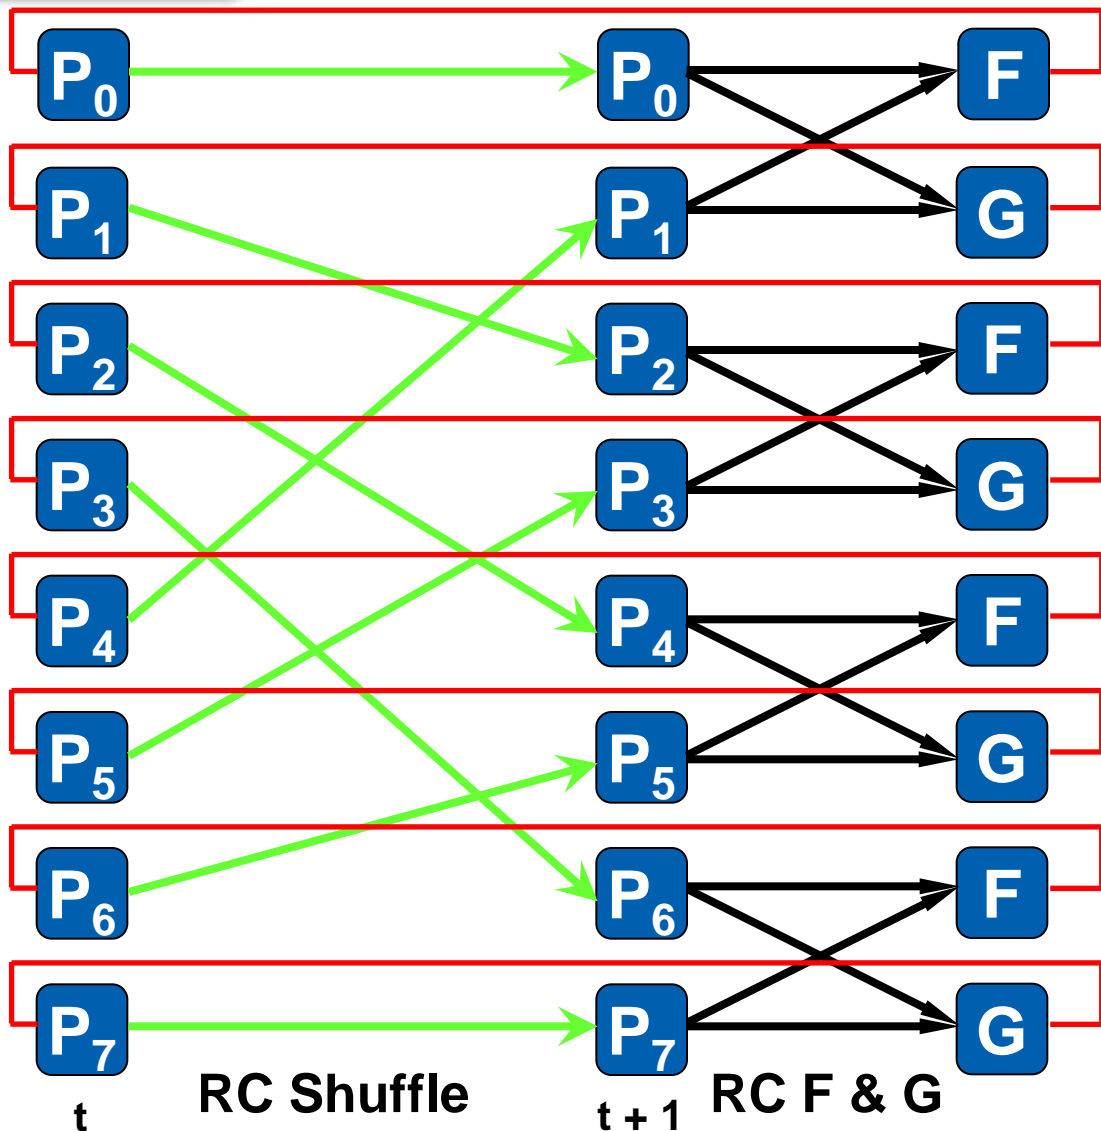 P0 P0 F
P1 P1 G
P2 P2 F
P3 P3 G
P4 P4 F
P5 P5 G
P6 P6 F
P7 P7 G
RC Shuffle RC F & G
t t + 1